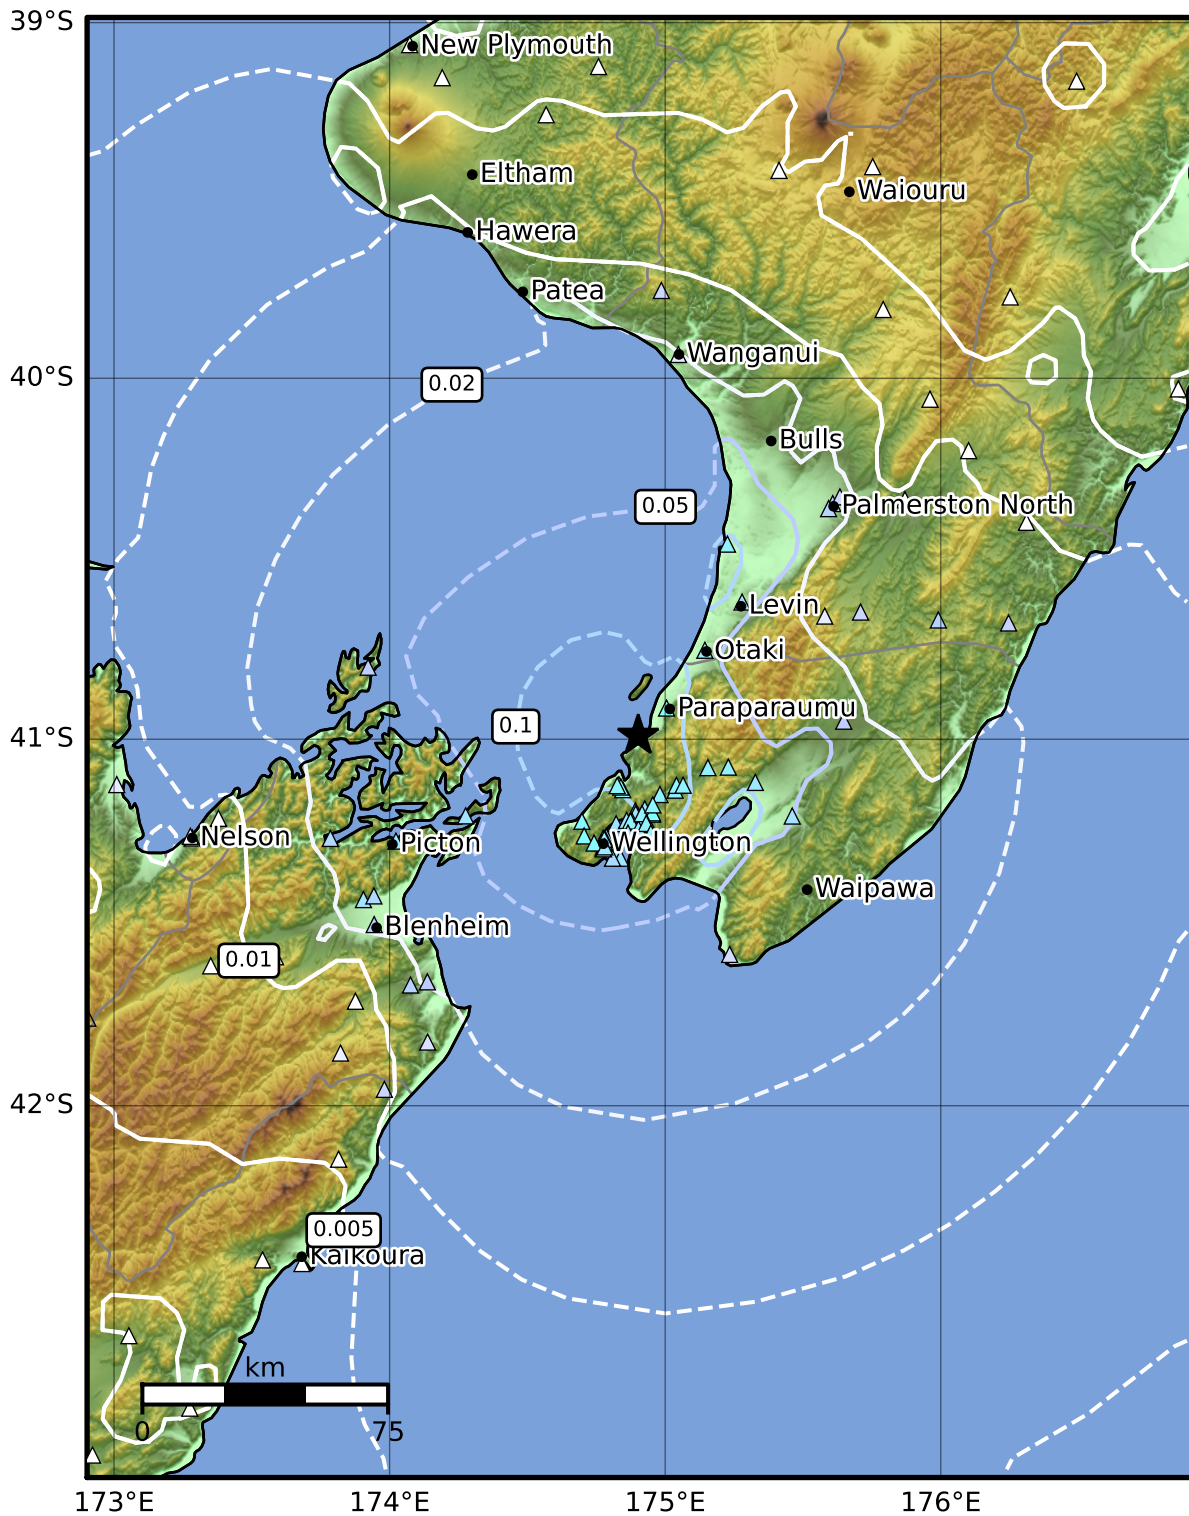 39°S
New Plymouth
Eltham
Waiouru
Hawera
Patea
Wanganui
40°S
0.02
Bulls
0.05
Palmerston North
Levin
Otaki
Paraparaumu
0.1
41°S
Nelson
Picton
Wellington
Waipawa
Blenheim
0.01
42°S
0.005
Kaikoura
km
0
75
173°E
174°E
175°E
176°E